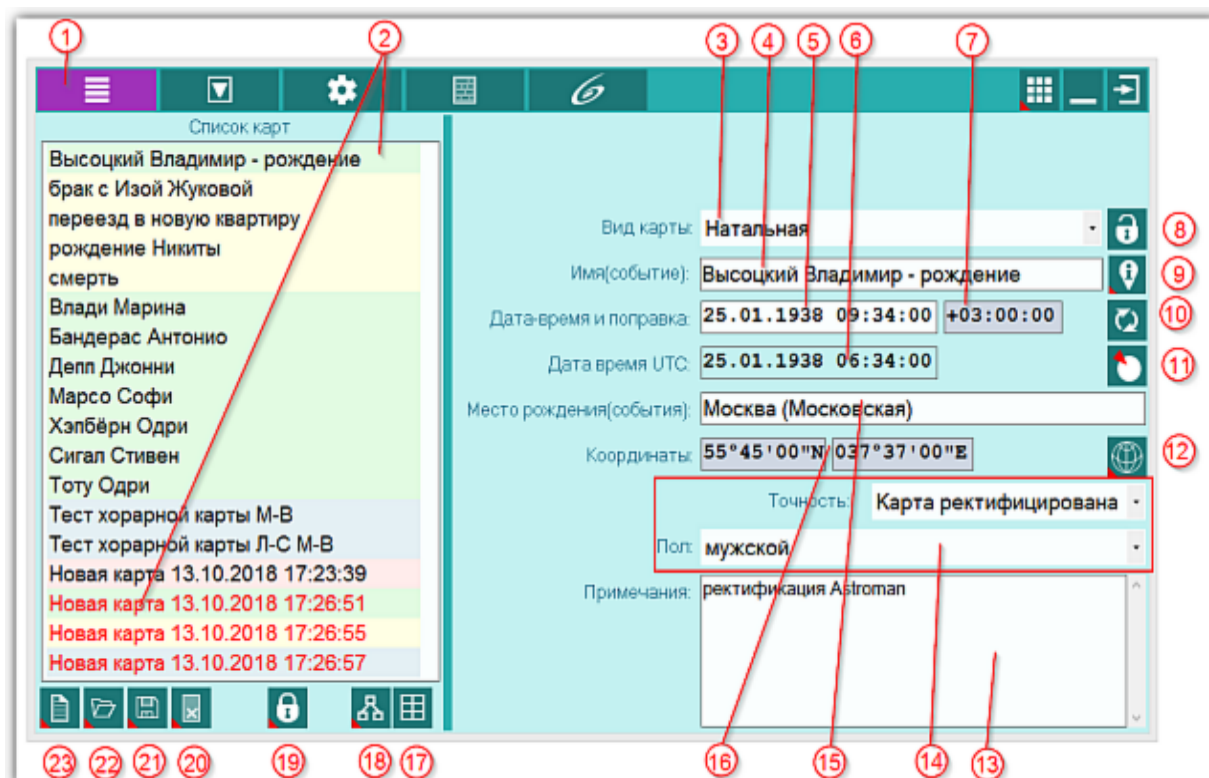 1 2 3 4 5 6 7
Список карт
Высоцкий Владимир - рождение
брак с Изой Жуковой
переезд в новую квартиру
рождение Никиты
смерть
Влади Марина
Бандерас Антонио
Депп Джонни
Марсо Софи
Хэпбёрн Одри
Сигал Стивен
Тоту Одри
Тест хорарной карты М-В
Тест хорарной карты Л-С М-В
Новая карта 13.10.2018 17:23:39
Новая карта 13.10.2018 17:26:51
Новая карта 13.10.2018 17:26:55
Новая карта 13.10.2018 17:26:57
Вид карты: Натальная 8
Имя(событие): Высоцкий Владимир - рождение 9
Дата-время и поправка: 25.01.1938 09:34:00 +03:00:00 10
Дата время UTC: 25.01.1938 06:34:00 11
Место рождения(события): Москва (Московская)
Координаты: 55°45'00"N 037°37'00"E 12
Точность: Карта ректифицирована
Пол: мужской
Примечания: ректификация Astroman
23 22 21 20 19 18 17 16 15 14 13